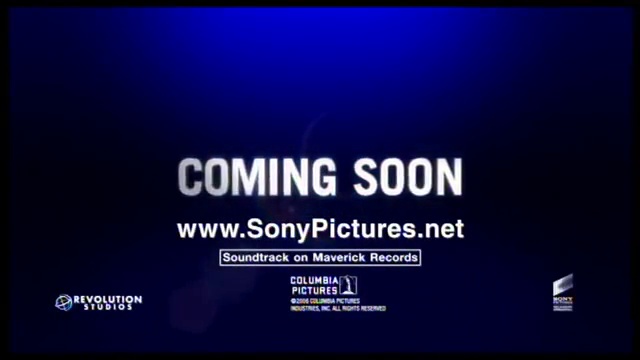 COMING SOON
www.SonyPictures.net
Soundtrack on Maverick Records
COLUMBIA
PICTURES
©2006 COLUMBIA PICTURES
INDUSTRIES, INC. ALL RIGHTS RESERVED
REVOLUTION
STUDIOS
SONY
PICTURES